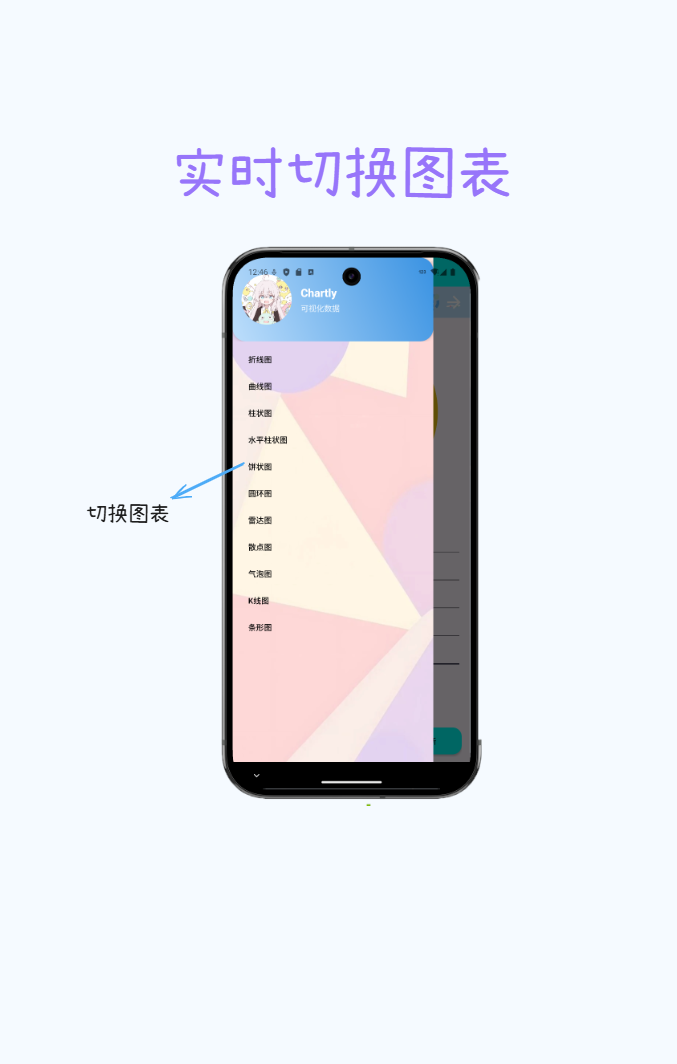 实时切换图表
12:46
Chartly
可视化数据
折线图
曲线图
柱状图
水平柱状图
饼状图
圆环图
雷达图
散点图
气泡图
K线图
条形图
切换图表